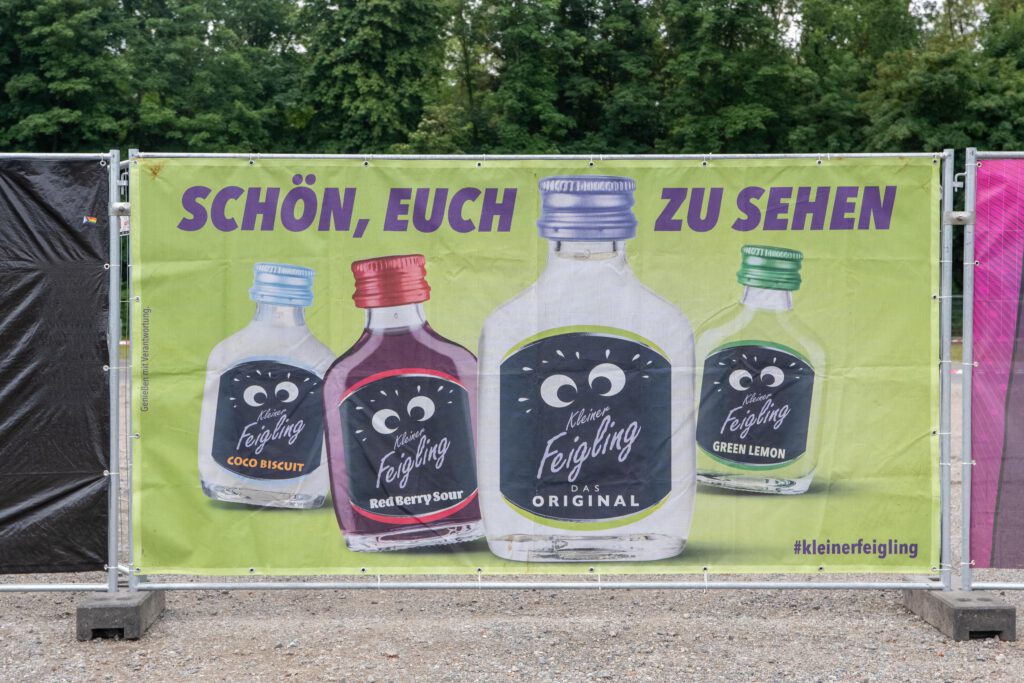 SCHÖN, EUCH ZU SEHEN
Genießen mit Verantwortung.
Kleiner
Feigling
COCO BISCUIT
Kleiner
Feigling
Red Berry Sour
Kleiner
Feigling
DAS
ORIGINAL
Kleiner
Feigling
GREEN LEMON
#kleinerfeigling